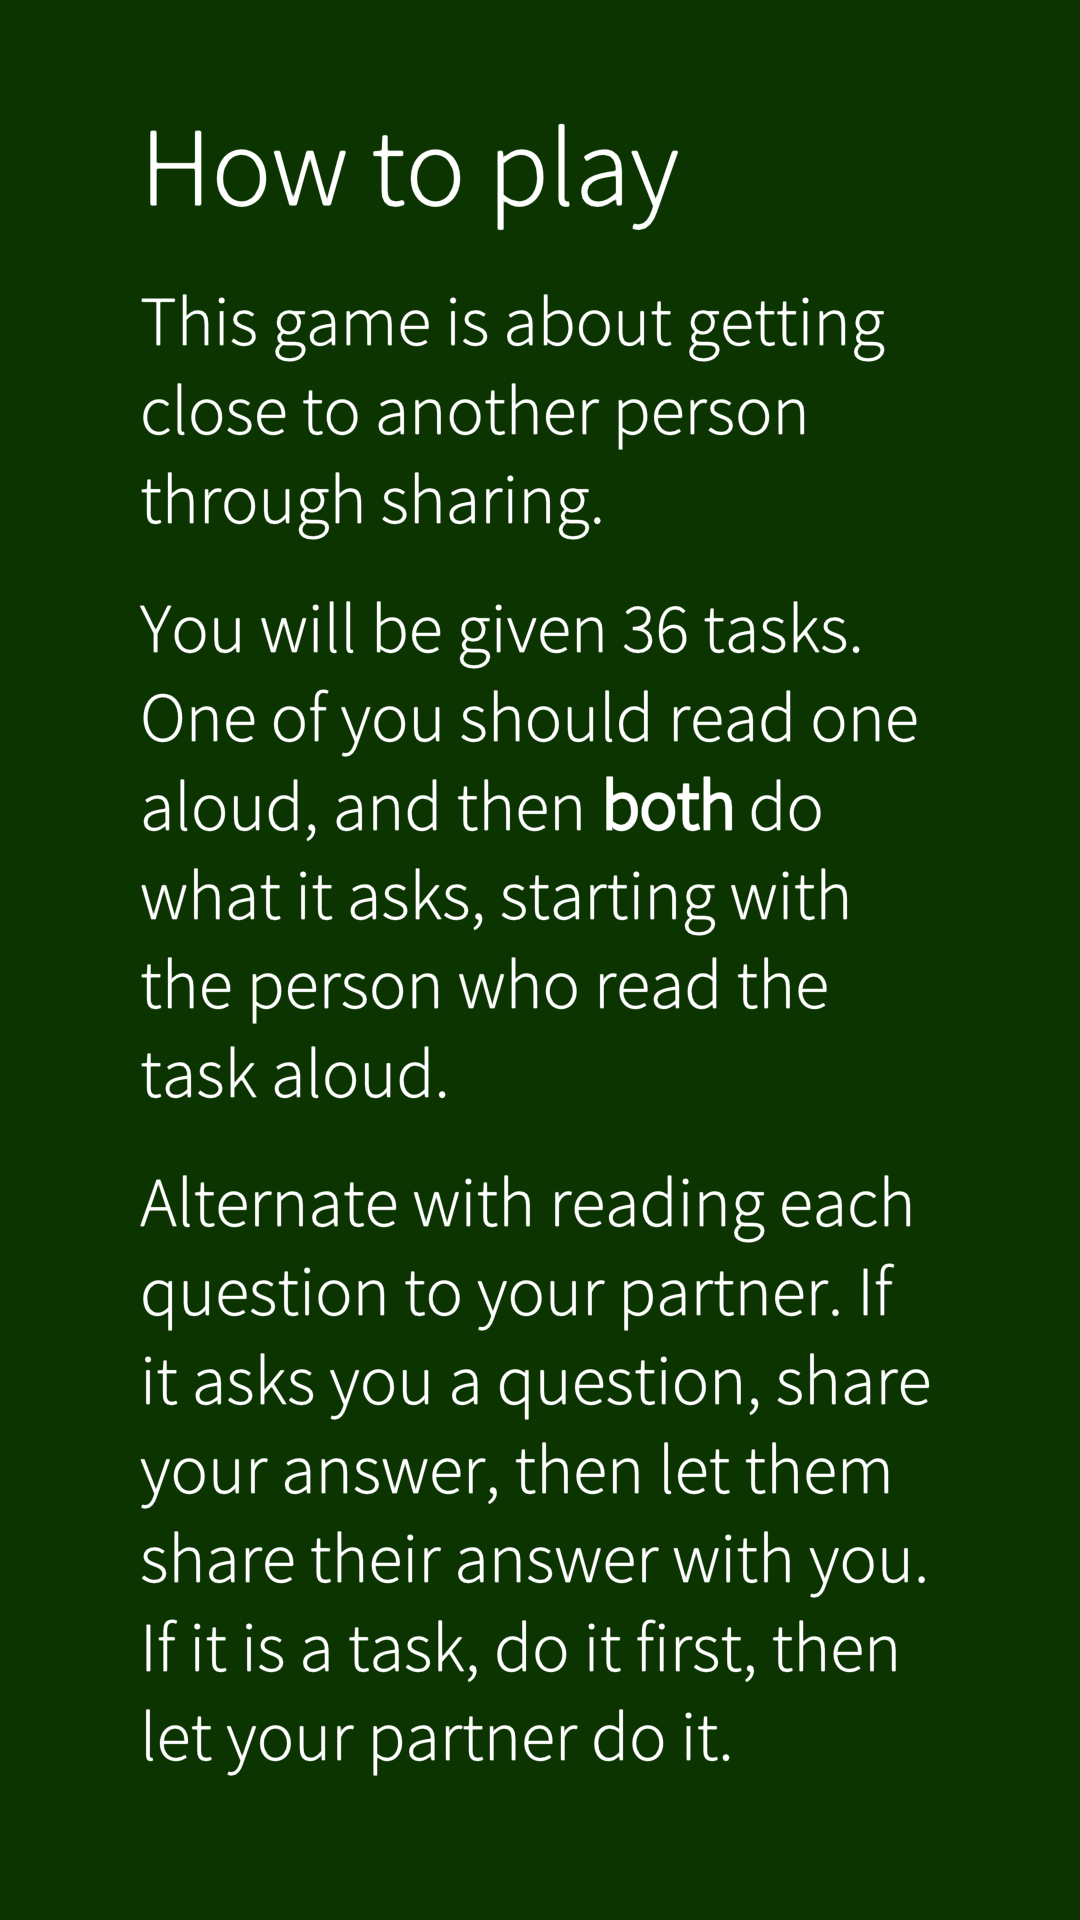 How to play
This game is about getting
close to another person
through sharing.
You will be given 36 tasks.
One of you should read one
aloud, and then both do
what it asks, starting with
the person who read the
task aloud.
Alternate with reading each
question to your partner. If
it asks you a question, share
your answer, then let them
share their answer with you.
If it is a task, do it first, then
let your partner do it.